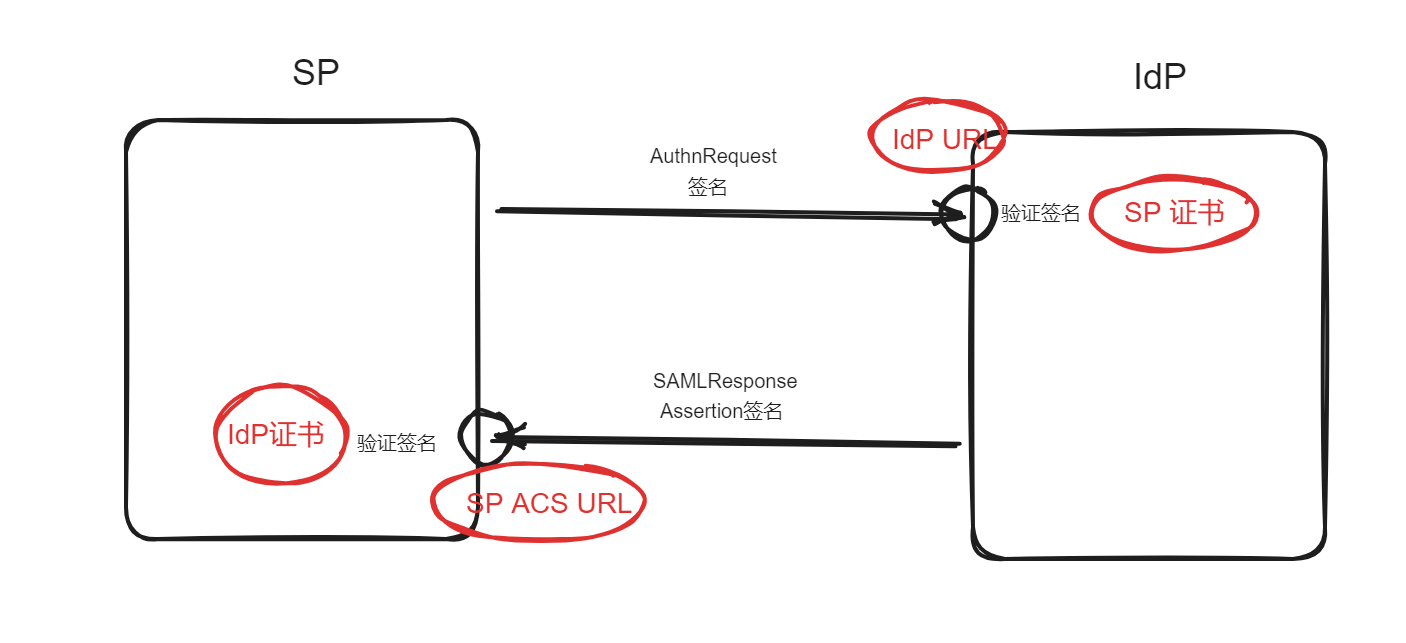 SP
IdP
IdP URL
AuthnRequest
签名
验证签名
SP 证书
SAMLResponse
Assertion签名
IdP证书
验证签名
SP ACS URL